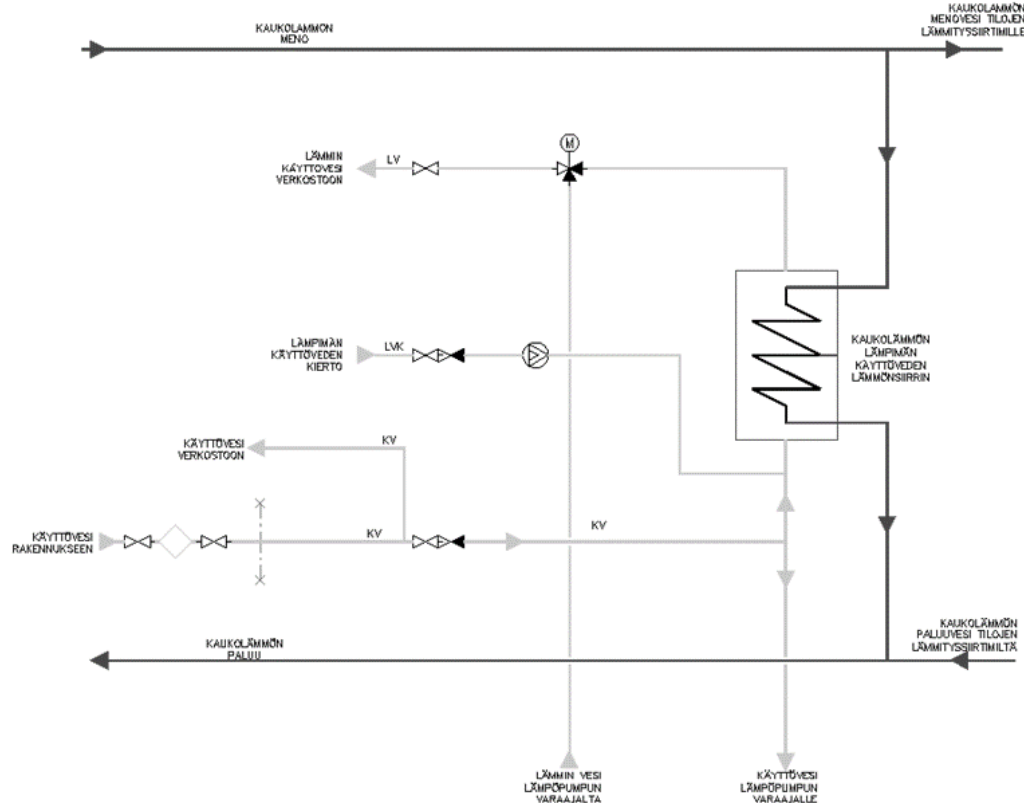 KAUKOLÄMMÖN
MENOVESI TILOJEN
LÄMMITYSSIIRTIMILLE
KAUKOLÄMMÖN
MENO
M
LÄMMIN
KÄYTTÖVESI
VERKOSTOON
LV
LÄMPIMÄN
KÄYTTÖVEDEN
KIERTO
LVK
KAUKOLÄMMÖN
LÄMPIMÄN
KÄYTTÖVEDEN
LÄMMÖNSIIRRIN
KÄYTTÖVESI
VERKOSTOON
KV
KÄYTTÖVESI
RAKENNUKSEEN
KV
KV
KAUKOLÄMMÖN
PALUU
KAUKOLÄMMÖN
PALUUVESI TILOJEN
LÄMMITYSSIIRTIMILTÄ
LÄMMIN VESI
LÄMPÖPUMPUN
VARAAJALTA
KÄYTTÖVESI
LÄMPÖPUMPUN
VARAAJALLE